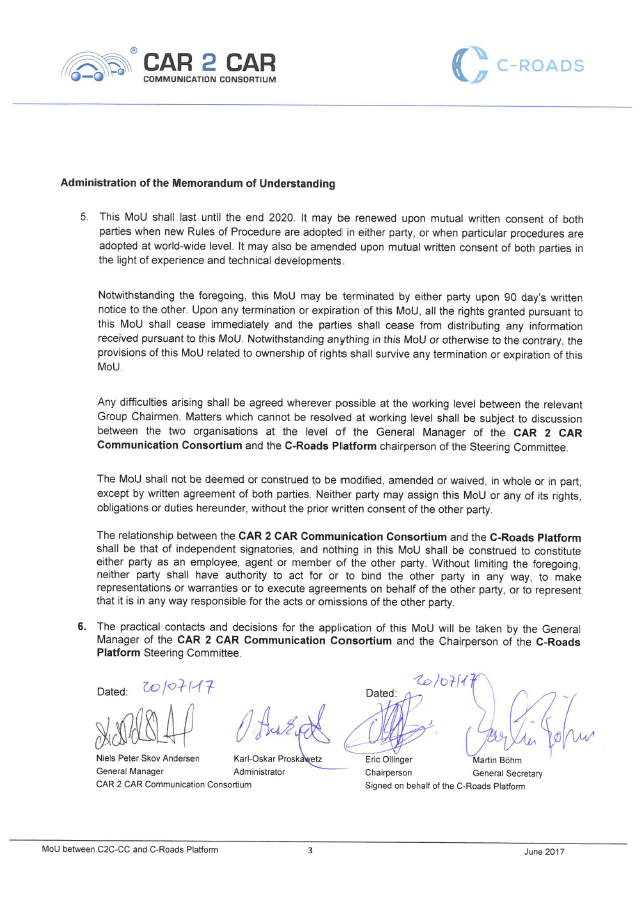 CAR 2 CAR ®
COMMUNICATION CONSORTIUM
C-ROADS
Administration of the Memorandum of Understanding
5. This MoU shall last until the end 2020. It may be renewed upon mutual written consent of both
parties when new Rules of Procedure are adopted in either party, or when particular procedures are
adopted at world-wide level. It may also be amended upon mutual written consent of both parties in
the light of experience and technical developments.
Notwithstanding the foregoing, this MoU may be terminated by either party upon 90 day's written
notice to the other. Upon any termination or expiration of this MoU, all the rights granted pursuant to
this MoU shall cease immediately and the parties shall cease from distributing any information
received pursuant to this MoU. Notwithstanding anything in this MoU or otherwise to the contrary, the
provisions of this MoU related to ownership of rights shall survive any termination or expiration of this
MoU.
Any difficulties arising shall be agreed wherever possible at the working level between the relevant
Group Chairmen. Matters which cannot be resolved at working level shall be subject to discussion
between the two organisations at the level of the General Manager of the CAR 2 CAR
Communication Consortium and the C-Roads Platform chairperson of the Steering Committee.
The MoU shall not be deemed or construed to be modified, amended or waived, in whole or in part,
except by written agreement of both parties. Neither party may assign this MoU or any of its rights,
obligations or duties hereunder, without the prior written consent of the other party.
The relationship between the CAR 2 CAR Communication Consortium and the C-Roads Platform
shall be that of independent signatories, and nothing in this MoU shall be construed to constitute
either party as an employee, agent or member of the other party. Without limiting the foregoing,
neither party shall have authority to act for or to bind the other party in any way, to make
representations or warranties or to execute agreements on behalf of the other party, or to represent
that it is in any way responsible for the acts or omissions of the other party.
6. The practical contacts and decisions for the application of this MoU will be taken by the General
Manager of the CAR 2 CAR Communication Consortium and the Chairperson of the C-Roads
Platform Steering Committee.
Dated: 20/07/17 Dated: 20/07/17
Niels Peter Skov Andersen Karl-Oskar Proskawetz Eric Ollinger Martin Böhm
General Manager Administrator Chairperson General Secretary
CAR 2 CAR Communication Consortium Signed on behalf of the C-Roads Platform
MoU between C2C-CC and C-Roads Platform 3 June 2017